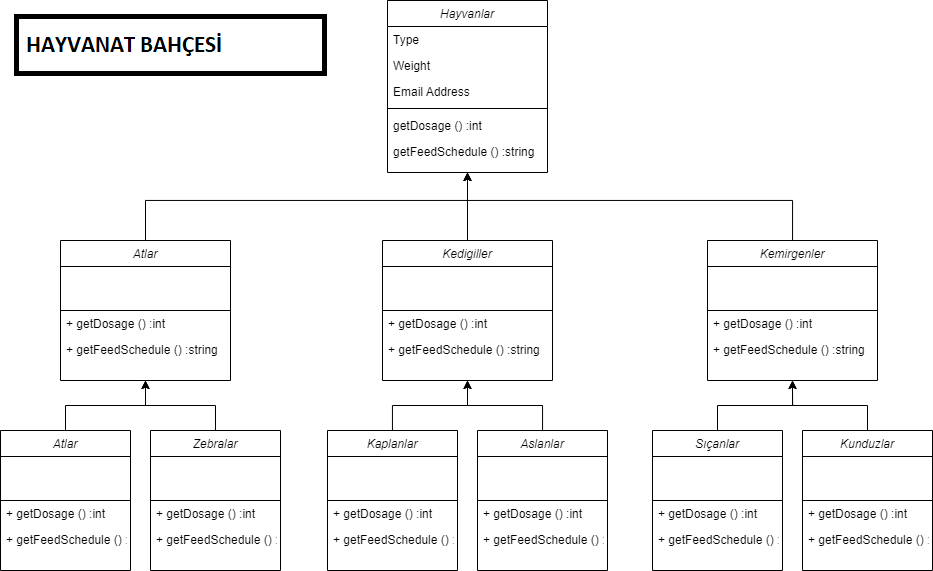 HAYVANAT BAHÇESİ
Hayvanlar
Type
Weight
Email Address
getDosage () :int
getFeedSchedule () :string
Atlar
+ getDosage () :int
+ getFeedSchedule () :string
Kedigiller
+ getDosage () :int
+ getFeedSchedule () :string
Kemirgenler
+ getDosage () :int
+ getFeedSchedule () :string
Atlar
+ getDosage () :int
+ getFeedSchedule () :
Zebralar
+ getDosage () :int
+ getFeedSchedule () :
Kaplanlar
+ getDosage () :int
+ getFeedSchedule () :
Aslanlar
+ getDosage () :int
+ getFeedSchedule () :
Sıçanlar
+ getDosage () :int
+ getFeedSchedule () :
Kunduzlar
+ getDosage () :int
+ getFeedSchedule () :